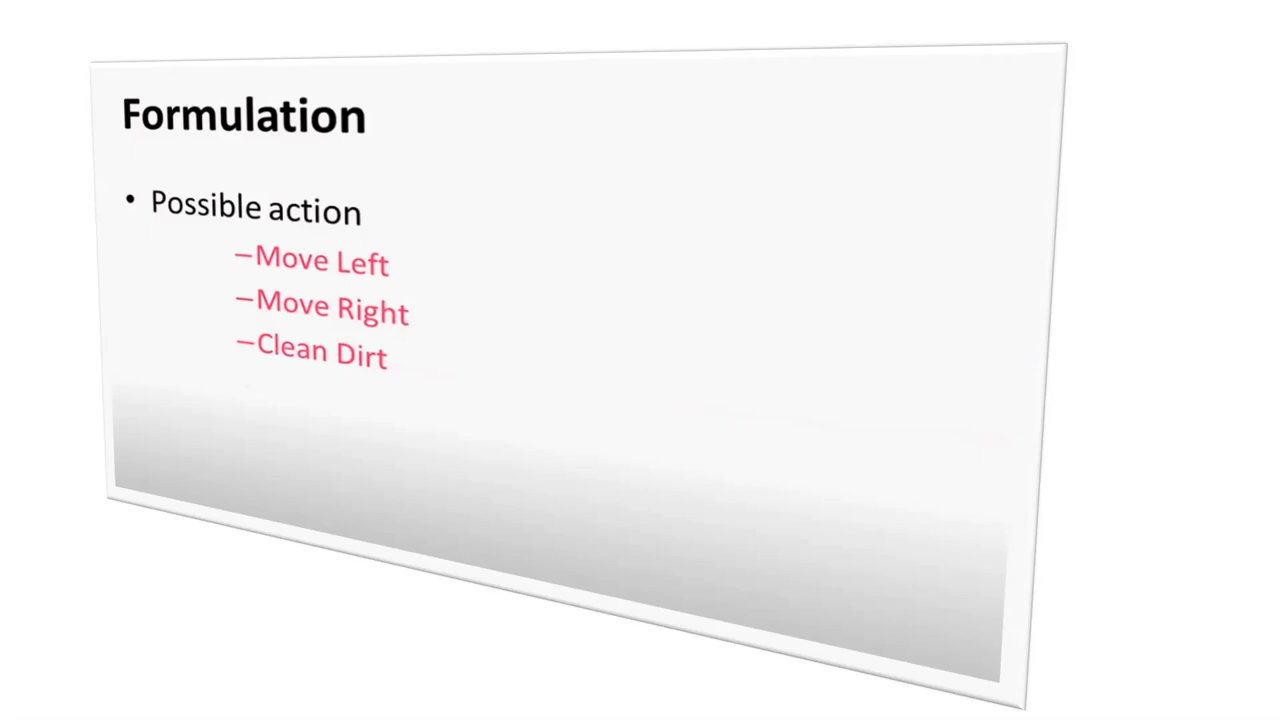 Formulation
• Possible action
–Move Left
–Move Right
–Clean Dirt